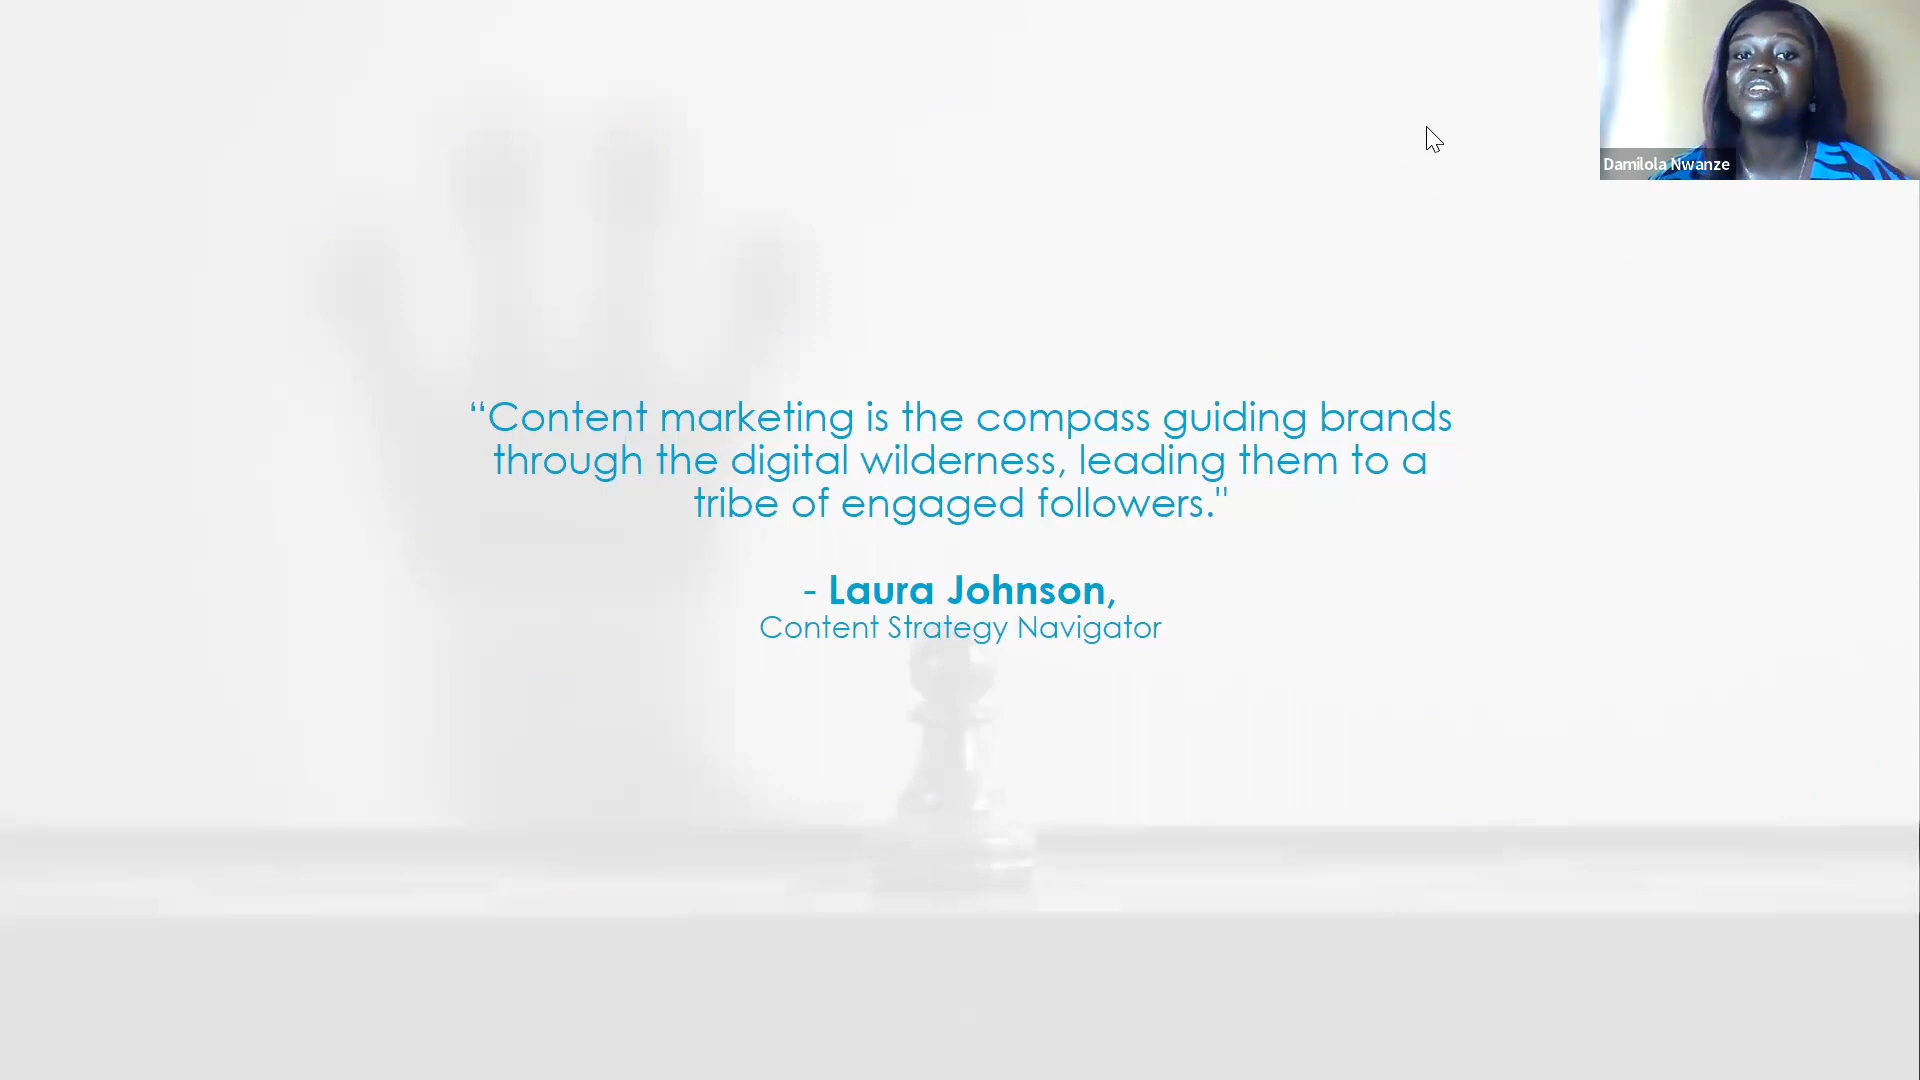 Damilola Nwanze
“Content marketing is the compass guiding brands
through the digital wilderness, leading them to a
tribe of engaged followers."
- Laura Johnson,
Content Strategy Navigator